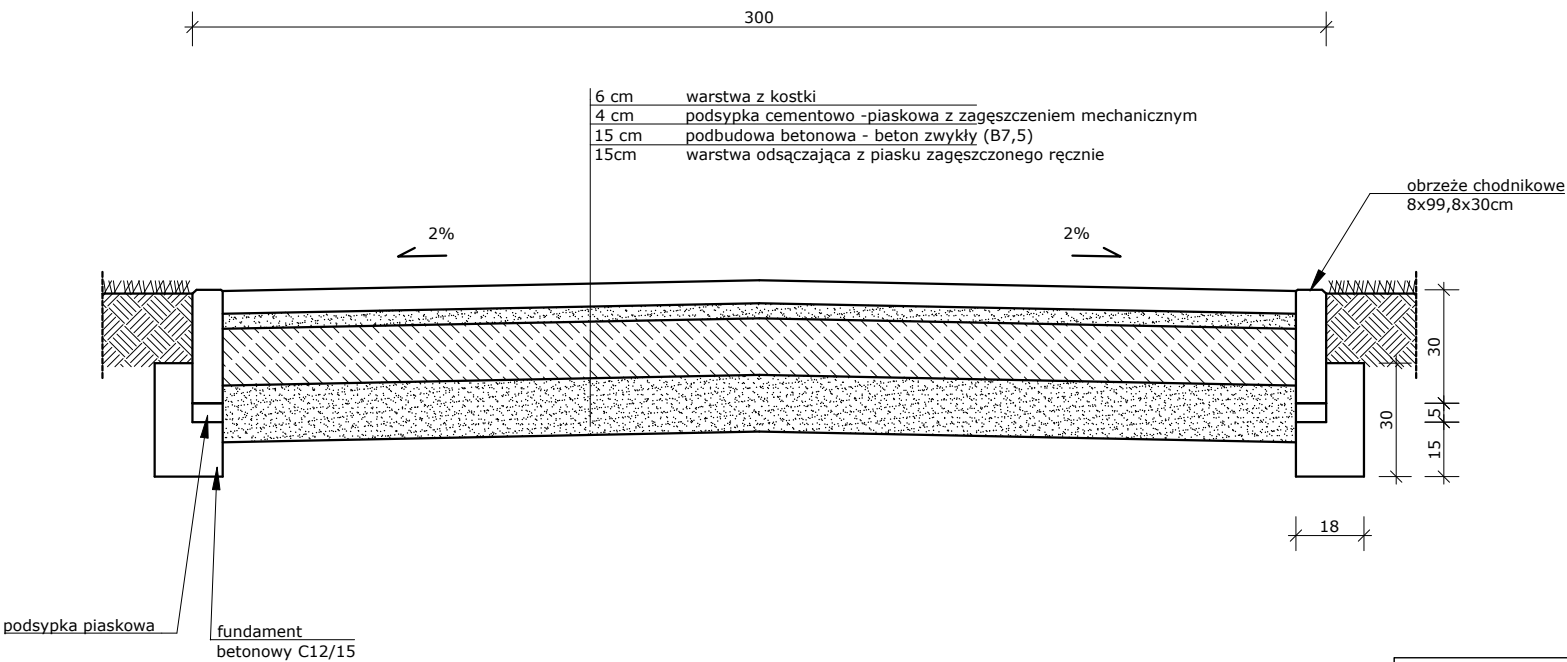 300
6 cm warstwa z kostki
4 cm podsypka cementowo -piaskowa z zagęszczeniem mechanicznym
15 cm podbudowa betonowa - beton zwykły (B7,5)
15cm warstwa odsączająca z piasku zagęszczonego ręcznie
obrzeże chodnikowe
8x99,8x30cm
2%
2%
30
5
15
30
18
podsypka piaskowa
fundament
betonowy C12/15